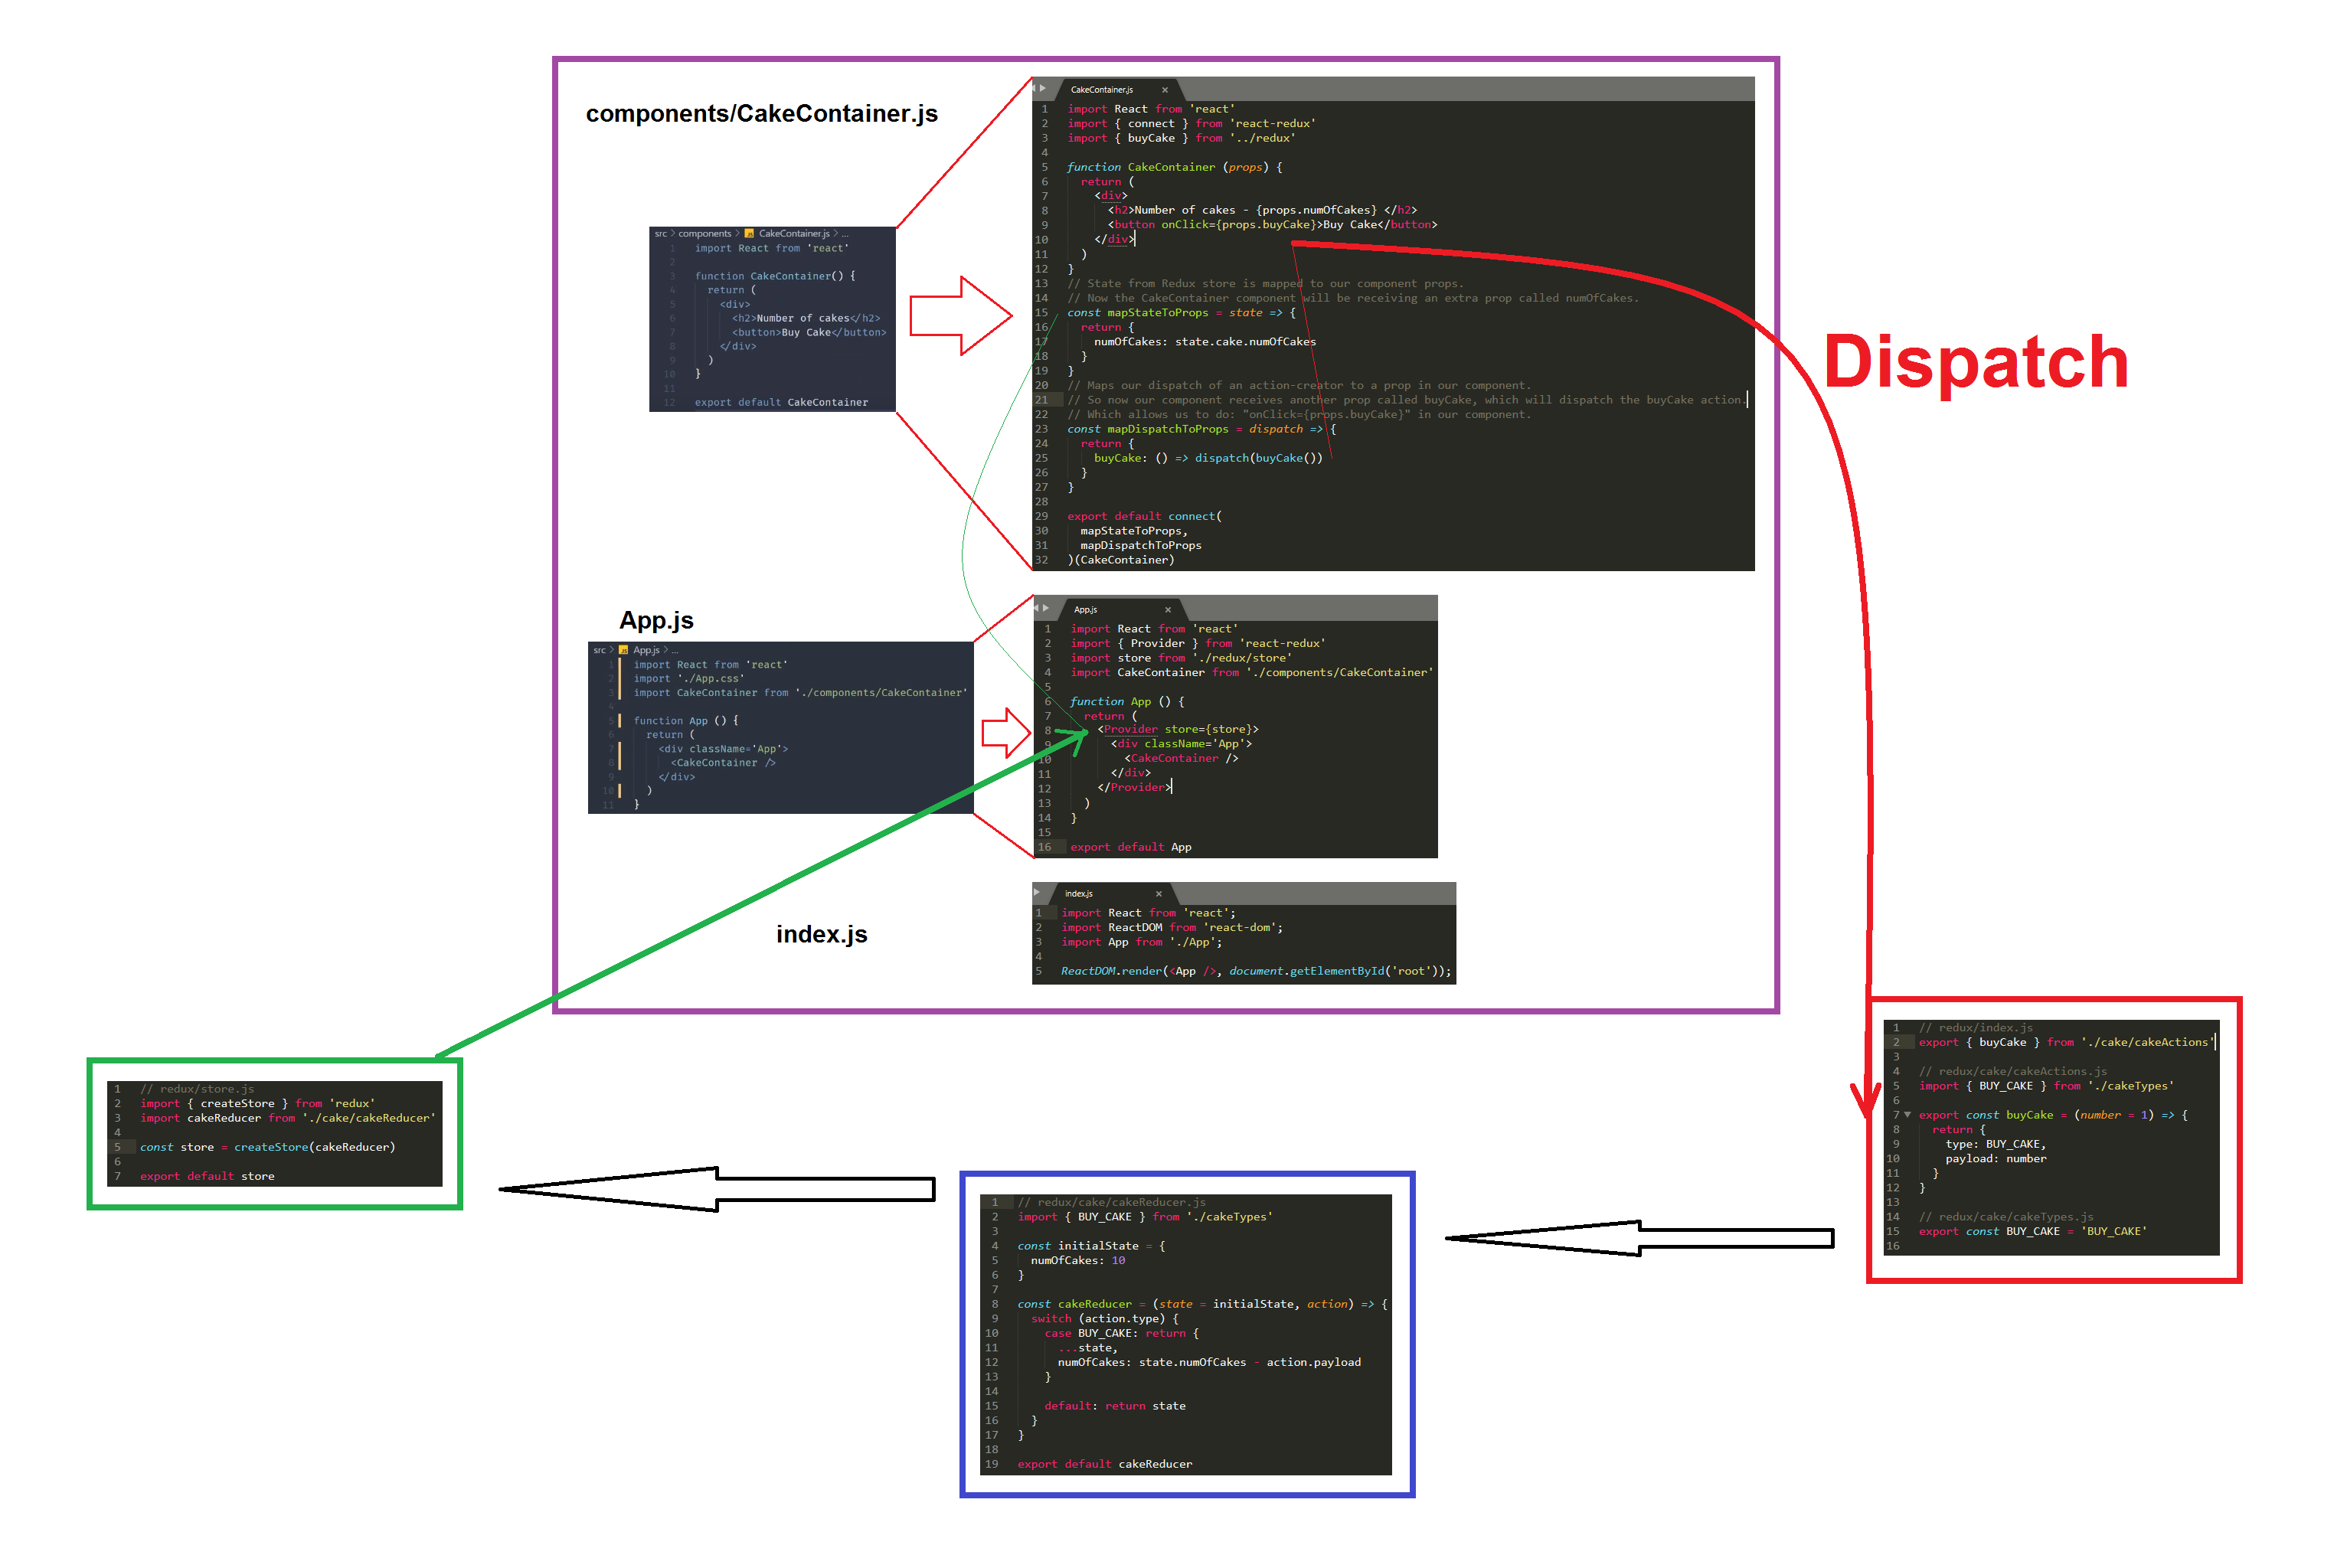 components/CakeContainer.js
src > components > CakeContainer.js > ...
1 import React from 'react'
2
3 function CakeContainer() {
4 return (
5 <div>
6 <h2>Number of cakes</h2>
7 <button>Buy Cake</button>
8 </div>
9 )
10 }
11
12 export default CakeContainer
CakeContainer.js ×
1 import React from 'react'
2 import { connect } from 'react-redux'
3 import { buyCake } from '../redux'
4
5 function CakeContainer (props) {
6 return (
7 <div>
8 <h2>Number of cakes - {props.numOfCakes} </h2>
9 <button onClick={props.buyCake}>Buy Cake</button>
10 </div>
11 )
12 }
13 // State from Redux store is mapped to our component props.
14 // Now the CakeContainer component will be receiving an extra prop called numOfCakes.
15 const mapStateToProps = state => {
16 return {
17 numOfCakes: state.cake.numOfCakes
18 }
19 }
20 // Maps our dispatch of an action-creator to a prop in our component.
21 // So now our component receives another prop called buyCake, which will dispatch the buyCake action.
22 // Which allows us to do: "onClick={props.buyCake}" in our component.
23 const mapDispatchToProps = dispatch => {
24 return {
25 buyCake: () => dispatch(buyCake())
26 }
27 }
28
29 export default connect(
30 mapStateToProps,
31 mapDispatchToProps
32 )(CakeContainer)
Dispatch
App.js
src > App.js > ...
1 import React from 'react'
2 import './App.css'
3 import CakeContainer from './components/CakeContainer'
4
5 function App () {
6 return (
7 <div className='App'>
8 <CakeContainer />
9 </div>
10 )
11 }
App.js ×
1 import React from 'react'
2 import { Provider } from 'react-redux'
3 import store from './redux/store'
4 import CakeContainer from './components/CakeContainer'
5
6 function App () {
7 return (
8 <Provider store={store}>
9 <div className='App'>
10 <CakeContainer />
11 </div>
12 </Provider>
13 )
14 }
15
16 export default App
index.js
index.js ×
1 import React from 'react';
2 import ReactDOM from 'react-dom';
3 import App from './App';
4
5 ReactDOM.render(<App />, document.getElementById('root'));
1 // redux/index.js
2 export { buyCake } from './cake/cakeActions'
3
4 // redux/cake/cakeActions.js
5 import { BUY_CAKE } from './cakeTypes'
6
7 export const buyCake = (number = 1) => {
8 return {
9 type: BUY_CAKE,
10 payload: number
11 }
12 }
13
14 // redux/cake/cakeTypes.js
15 export const BUY_CAKE = 'BUY_CAKE'
16
1 // redux/store.js
2 import { createStore } from 'redux'
3 import cakeReducer from './cake/cakeReducer'
4
5 const store = createStore(cakeReducer)
6
7 export default store
1 // redux/cake/cakeReducer.js
2 import { BUY_CAKE } from './cakeTypes'
3
4 const initialState = {
5 numOfCakes: 10
6 }
7
8 const cakeReducer = (state = initialState, action) => {
9 switch (action.type) {
10 case BUY_CAKE: return {
11 ...state,
12 numOfCakes: state.numOfCakes - action.payload
13 }
14
15 default: return state
16 }
17 }
18
19 export default cakeReducer